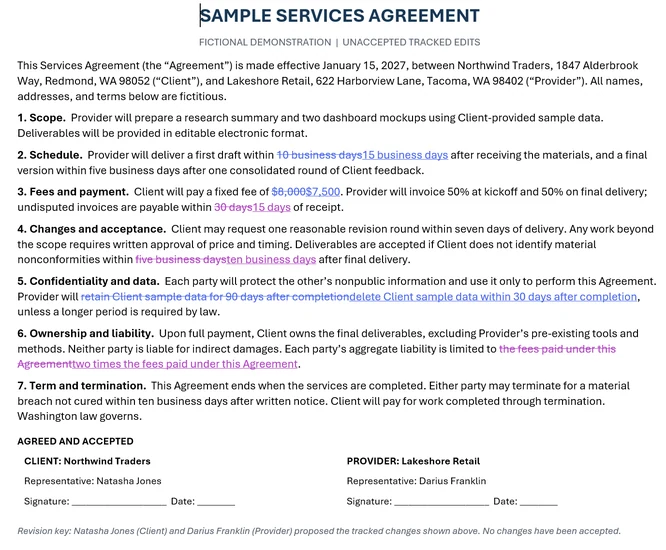 SAMPLE SERVICES AGREEMENT
FICTIONAL DEMONSTRATION | UNACCEPTED TRACKED EDITS
This Services Agreement (the “Agreement”) is made effective January 15, 2027, between Northwind Traders, 1847 Alderbrook
Way, Redmond, WA 98052 (“Client”), and Lakeshore Retail, 622 Harborview Lane, Tacoma, WA 98402 (“Provider”). All names,
addresses, and terms below are fictitious.
1. Scope. Provider will prepare a research summary and two dashboard mockups using Client-provided sample data.
Deliverables will be provided in editable electronic format.
2. Schedule. Provider will deliver a first draft within 10 business days15 business days after receiving the materials, and a final
version within five business days after one consolidated round of Client feedback.
3. Fees and payment. Client will pay a fixed fee of $8,000$7,500. Provider will invoice 50% at kickoff and 50% on final delivery;
undisputed invoices are payable within 30 days15 days of receipt.
4. Changes and acceptance. Client may request one reasonable revision round within seven days of delivery. Any work beyond
the scope requires written approval of price and timing. Deliverables are accepted if Client does not identify material
nonconformities within five business daysten business days after final delivery.
5. Confidentiality and data. Each party will protect the other’s nonpublic information and use it only to perform this Agreement.
Provider will retain Client sample data for 90 days after completiondelete Client sample data within 30 days after completion,
unless a longer period is required by law.
6. Ownership and liability. Upon full payment, Client owns the final deliverables, excluding Provider’s pre-existing tools and
methods. Neither party is liable for indirect damages. Each party’s aggregate liability is limited to the fees paid under this
Agreementtwo times the fees paid under this Agreement.
7. Term and termination. This Agreement ends when the services are completed. Either party may terminate for a material
breach not cured within ten business days after written notice. Client will pay for work completed through termination.
Washington law governs.
AGREED AND ACCEPTED
CLIENT: Northwind Traders
PROVIDER: Lakeshore Retail
Representative: Natasha Jones
Representative: Darius Franklin
Signature: ____________________ Date: ________
Signature: ____________________ Date: ________
Revision key: Natasha Jones (Client) and Darius Franklin (Provider) proposed the tracked changes shown above. No changes have been accepted.